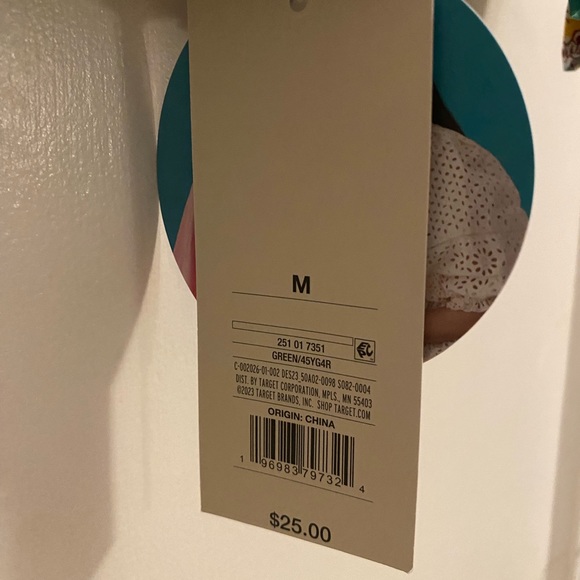 M
251 01 7351
GREEN/45YG4R
C-002026-01-002 DES23_50A02-0098 S082-0004
DIST. BY TARGET CORPORATION, MPLS., MN 55403
©2023 TARGET BRANDS, INC. SHOP TARGET.COM
ORIGIN: CHINA
1 96983 79732 4
$25.00